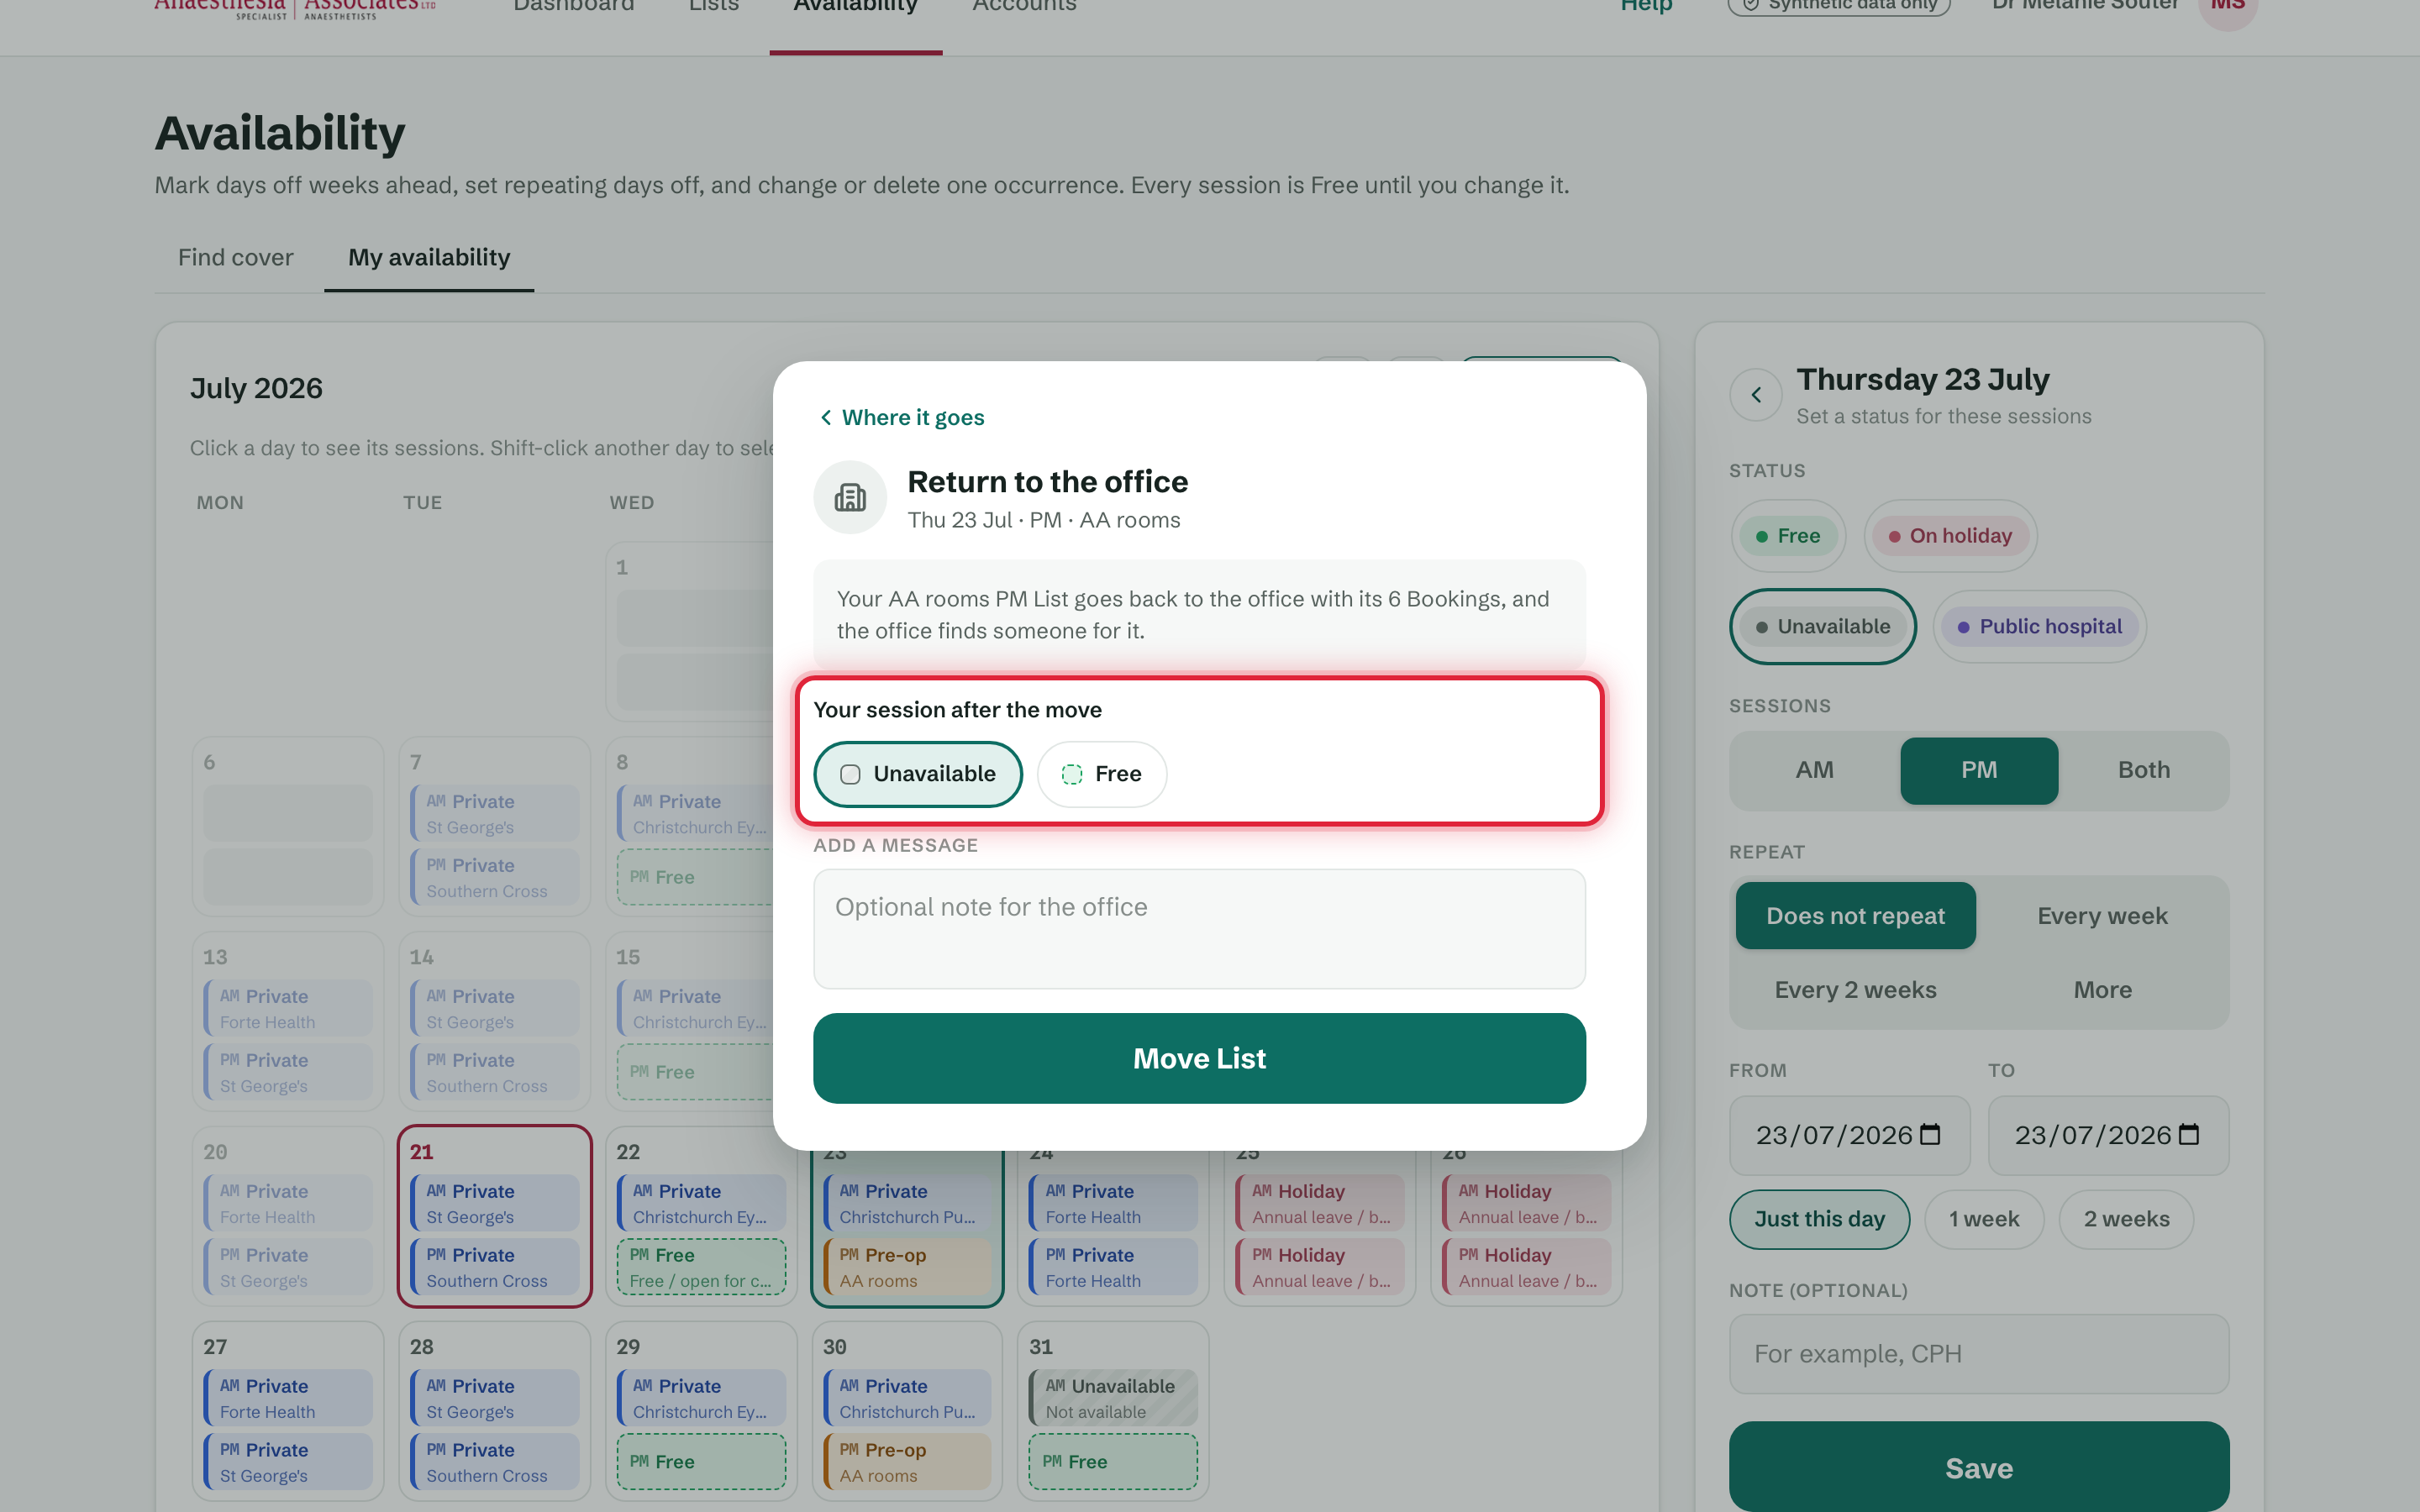 Anaesthesia | Associates LTD
SPECIALIST | ANAESTHETISTS
Dashboard
Lists
Availability
Accounts
Help
Synthetic data only
Dr Melanie Souter
MS
Availability
Mark days off weeks ahead, set repeating days off, and change or delete one occurrence. Every session is Free until you change it.
Find cover
My availability
July 2026
Click a day to see its sessions. Shift-click another day to sele
MON
TUE
WED
1
6
7
AM Private
St George's
PM Private
Southern Cross
8
AM Private
Christchurch Ey...
PM Free
13
AM Private
Forte Health
PM Private
St George's
14
AM Private
St George's
PM Private
Southern Cross
15
AM Private
Christchurch Ey...
PM Free
20
AM Private
Forte Health
PM Private
St George's
21
AM Private
St George's
PM Private
Southern Cross
22
AM Private
Christchurch Ey...
PM Free
Free / open for c...
23
AM Private
Christchurch Pu...
PM Pre-op
AA rooms
24
AM Private
Forte Health
PM Private
Forte Health
25
AM Holiday
Annual leave / b...
PM Holiday
Annual leave / b...
26
AM Holiday
Annual leave / b...
PM Holiday
Annual leave / b...
27
AM Private
Forte Health
PM Private
St George's
28
AM Private
St George's
PM Private
Southern Cross
29
AM Private
Christchurch Ey...
PM Free
30
AM Private
Christchurch Pu...
PM Pre-op
AA rooms
31
AM Unavailable
Not available
PM Free
Where it goes
Return to the office
Thu 23 Jul · PM · AA rooms
Your AA rooms PM List goes back to the office with its 6 Bookings, and
the office finds someone for it.
Your session after the move
Unavailable
Free
ADD A MESSAGE
Optional note for the office
Move List
Thursday 23 July
Set a status for these sessions
STATUS
Free
On holiday
Unavailable
Public hospital
SESSIONS
AM
PM
Both
REPEAT
Does not repeat
Every week
Every 2 weeks
More
FROM
TO
23/07/2026
23/07/2026
Just this day
1 week
2 weeks
NOTE (OPTIONAL)
For example, CPH
Save